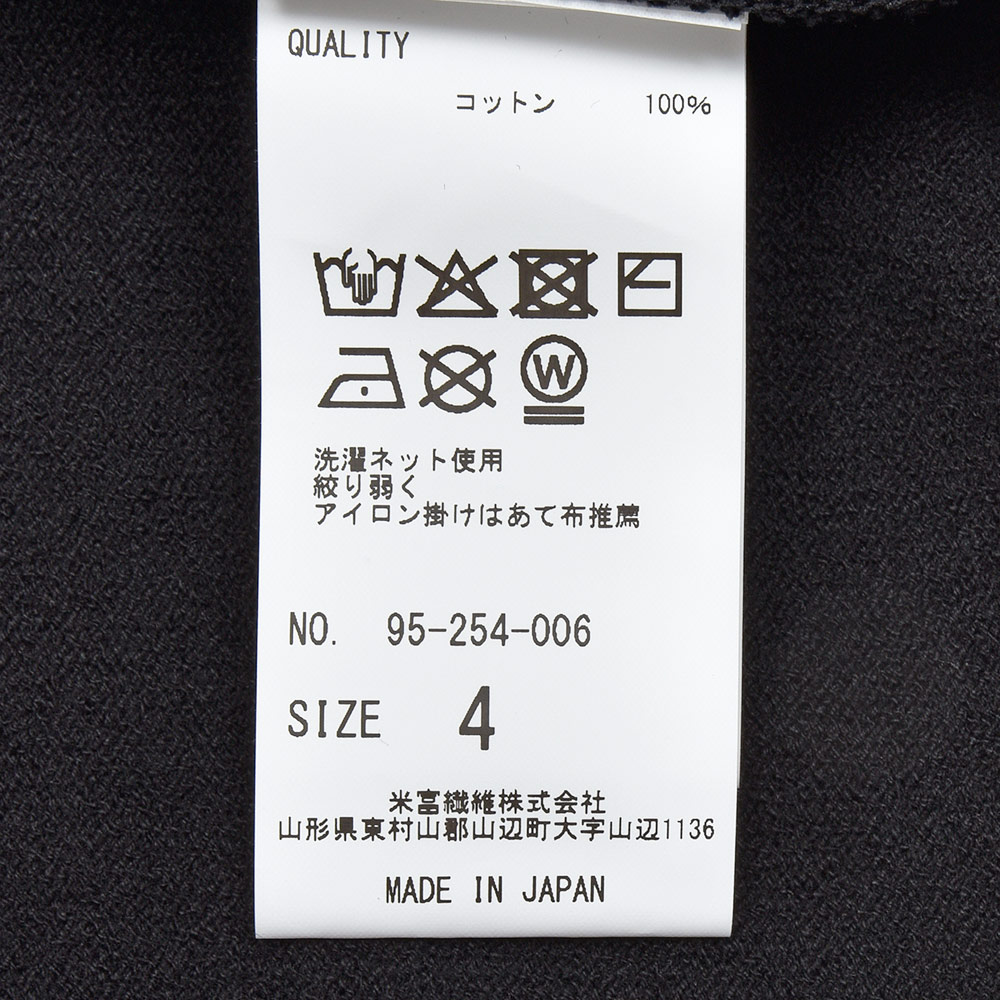 QUALITY
コットン 100%
W
洗濯ネット使用
絞り弱く
アイロン掛けはあて布推薦
NO. 95-254-006
SIZE 4
米富繊維株式会社
山形県東村山郡山辺町大字山辺1136
MADE IN JAPAN